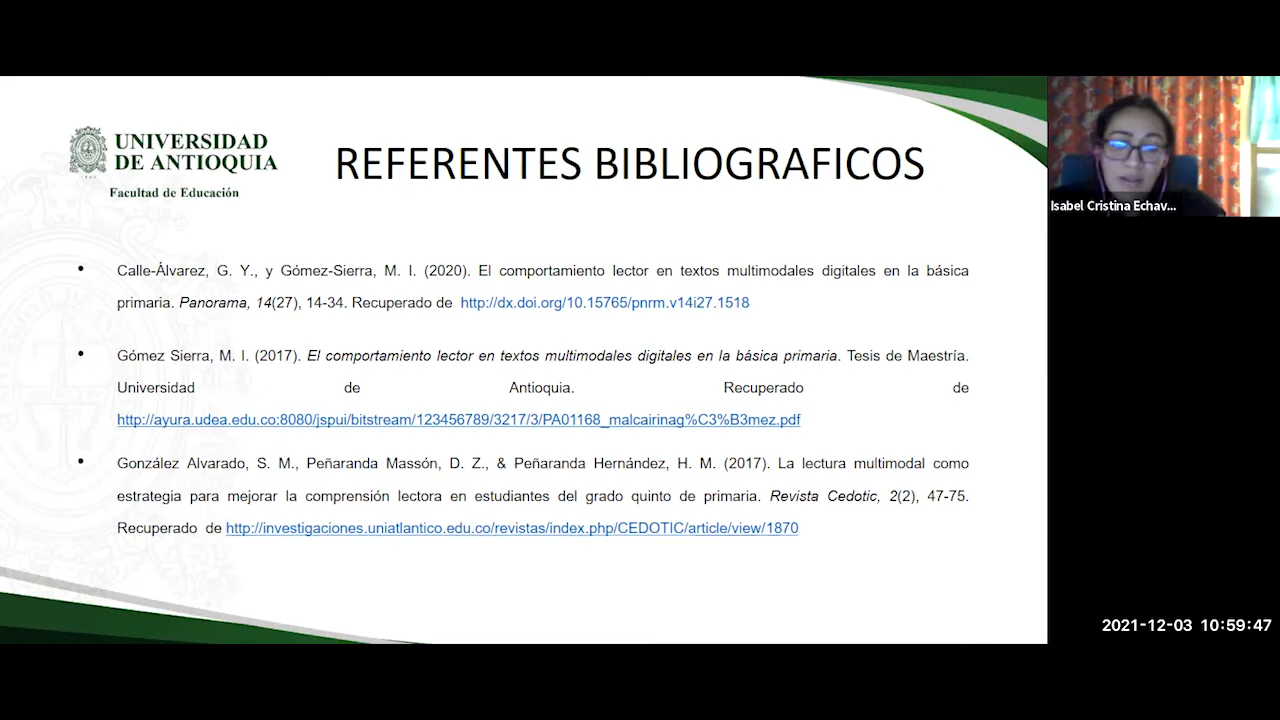 UNIVERSIDAD
DE ANTIOQUIA
Facultad de Educación
REFERENTES BIBLIOGRAFICOS
Isabel Cristina Echav...
• Calle-Álvarez, G. Y., y Gómez-Sierra, M. I. (2020). El comportamiento lector en textos multimodales digitales en la básica
primaria. Panorama, 14(27), 14-34. Recuperado de http://dx.doi.org/10.15765/pnrm.v14i27.1518
• Gómez Sierra, M. I. (2017). El comportamiento lector en textos multimodales digitales en la básica primaria. Tesis de Maestría.
Universidad de Antioquia. Recuperado de
http://ayura.udea.edu.co:8080/jspui/bitstream/123456789/3217/3/PA01168_malcairinag%C3%B3mez.pdf
• González Alvarado, S. M., Peñaranda Massón, D. Z., & Peñaranda Hernández, H. M. (2017). La lectura multimodal como
estrategia para mejorar la comprensión lectora en estudiantes del grado quinto de primaria. Revista Cedotic, 2(2), 47-75.
Recuperado de http://investigaciones.uniatlantico.edu.co/revistas/index.php/CEDOTIC/article/view/1870
2021-12-03 10:59:47